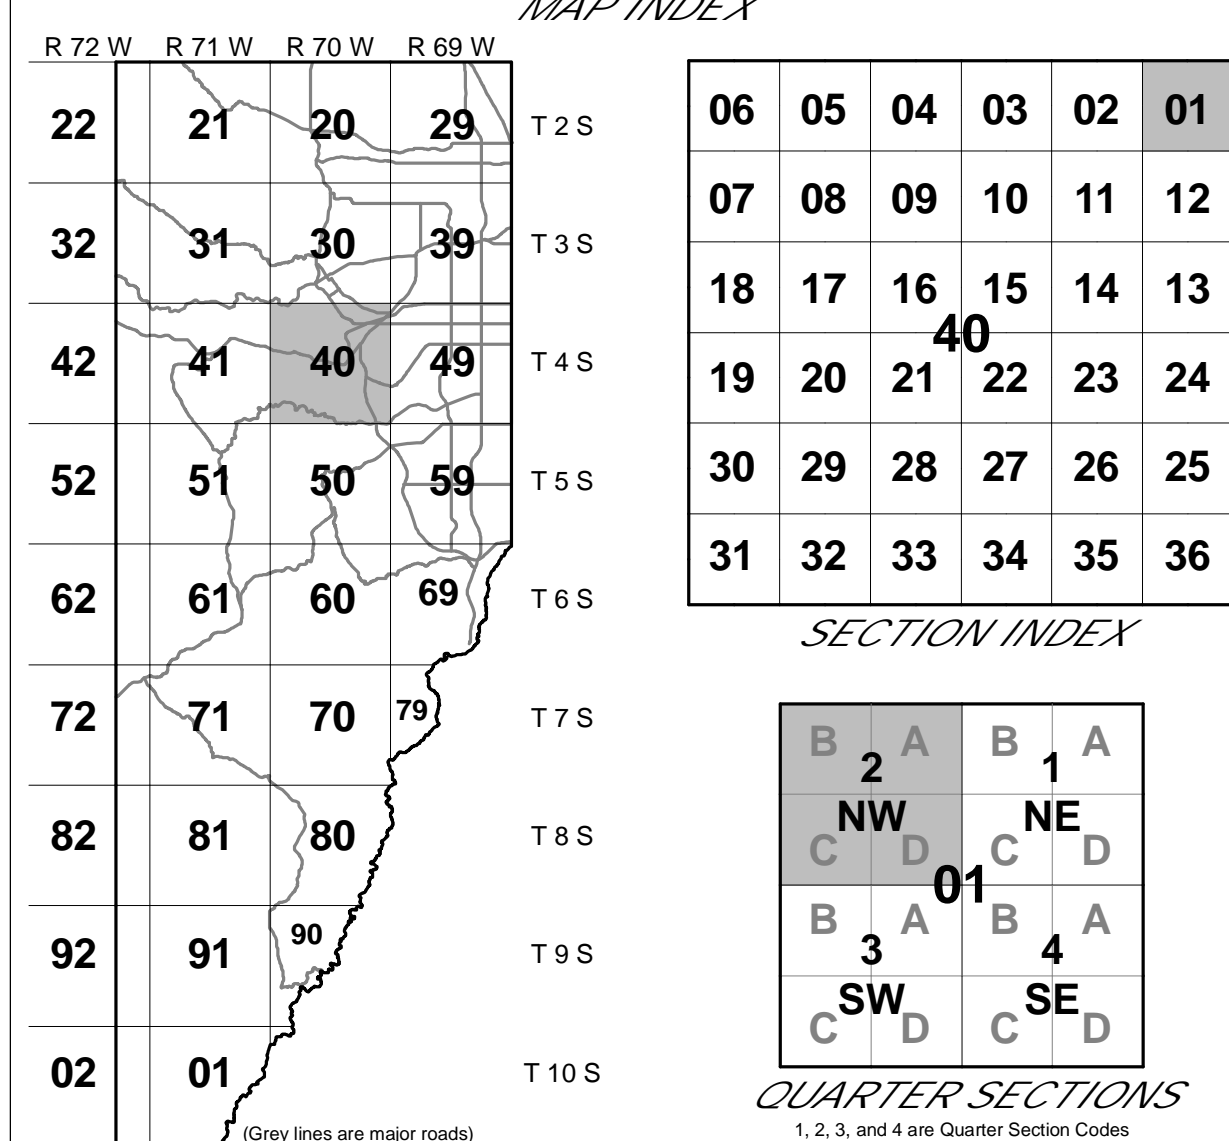 MAP INDEX
R 72 W R 71 W R 70 W R 69 W
22 21 20 29 T 2 S
32 31 30 39 T 3 S
42 41 40 49 T 4 S
52 51 50 59 T 5 S
62 61 60 69 T 6 S
72 71 70 79 T 7 S
82 81 80 T 8 S
92 91 90 T 9 S
02 01 T 10 S
(Grey lines are major roads)
06 05 04 03 02 01
07 08 09 10 11 12
18 17 16 15 14 13
40
19 20 21 22 23 24
30 29 28 27 26 25
31 32 33 34 35 36
SECTION INDEX
B A B A
2 1
NW NE
C D C D
01
B A B A
3 4
SW SE
C D C D
QUARTER SECTIONS
1, 2, 3, and 4 are Quarter Section Codes